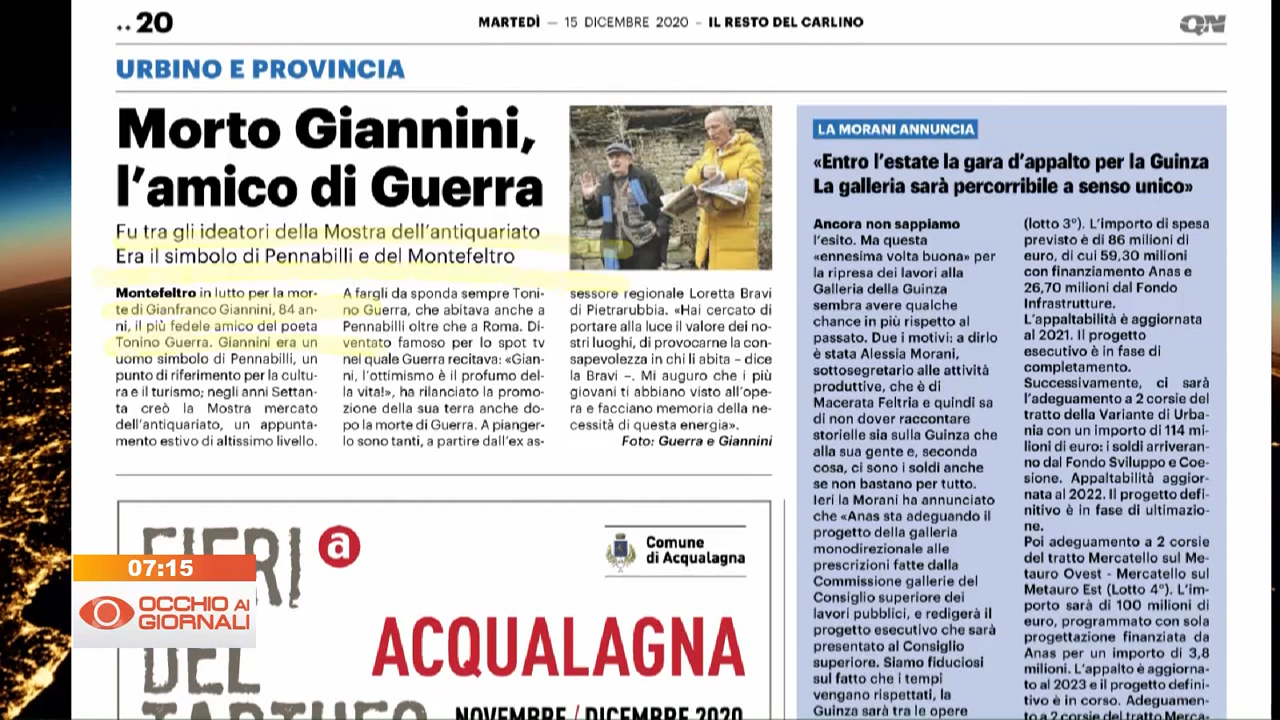 ..20
MARTEDÌ — 15 DICEMBRE 2020 – IL RESTO DEL CARLINO
QN
URBINO E PROVINCIA
Morto Giannini,
l’amico di Guerra
Fu tra gli ideatori della Mostra dell’antiquariato
Era il simbolo di Pennabilli e del Montefeltro
Montefeltro in lutto per la mor-
te di Gianfranco Giannini, 84 an-
ni, il più fedele amico del poeta
Tonino Guerra. Giannini era un
uomo simbolo di Pennabilli, un
punto di riferimento per la cultu-
ra e il turismo; negli anni Settan-
ta creò la Mostra mercato
dell’antiquariato, un appunta-
mento estivo di altissimo livello.
A fargli da sponda sempre Toni-
no Guerra, che abitava anche a
Pennabilli oltre che a Roma. Di-
ventato famoso per lo spot tv
nel quale Guerra recitava: «Gian-
ni, l’ottimismo è il profumo del-
la vita!», ha rilanciato la promo-
zione della sua terra anche do-
po la morte di Guerra. A pianger-
lo sono tanti, a partire dall’ex as-
sessore regionale Loretta Bravi
di Pietrarubbia. «Hai cercato di
portare alla luce il valore dei no-
stri luoghi, di provocarne la con-
sapevolezza in chi li abita – dice
la Bravi –. Mi auguro che i più
giovani ti abbiano visto all’ope-
ra e facciano memoria della ne-
cessità di questa energia».
Foto: Guerra e Giannini
LA MORANI ANNUNCIA
«Entro l’estate la gara d’appalto per la Guinza
La galleria sarà percorribile a senso unico»
Ancora non sappiamo
l’esito. Ma questa
«ennesima volta buona» per
la ripresa dei lavori alla
Galleria della Guinza
sembra avere qualche
chance in più rispetto al
passato. Due i motivi: a dirlo
è stata Alessia Morani,
sottosegretario alle attività
produttive, che è di
Macerata Feltria e quindi sa
di non dover raccontare
storielle sia sulla Guinza che
alla sua gente e, seconda
cosa, ci sono i soldi anche
se non bastano per tutto.
Ieri la Morani ha annunciato
che «Anas sta adeguando il
progetto della galleria
monodirezionale alle
prescrizioni fatte dalla
Commissione gallerie del
Consiglio superiore dei
lavori pubblici, e redigerà il
progetto esecutivo che sarà
presentato al Consiglio
superiore. Siamo fiduciosi
sul fatto che i tempi
vengano rispettati, la
Guinza sarà tra le opere
(lotto 3°). L’importo di spesa
previsto è di 86 milioni di
euro, di cui 59,30 milioni
con finanziamento Anas e
26,70 milioni dal Fondo
Infrastrutture.
L’appaltabilità è aggiornata
al 2021. Il progetto
esecutivo è in fase di
completamento.
Successivamente, ci sarà
l’adeguamento a 2 corsie del
tratto della Variante di Urba-
nia con un importo di 114 mi-
lioni di euro: i soldi arriveran-
no dal Fondo Sviluppo e Coe-
sione. Appaltabilità aggior-
nata al 2022. Il progetto defi-
nitivo è in fase di ultimazio-
ne.
Poi adeguamento a 2 corsie
del tratto Mercatello sul Me-
tauro Ovest - Mercatello sul
Metauro Est (Lotto 4°). L’im-
porto sarà di 100 milioni di
euro, programmato con sola
progettazione finanziata da
Anas per un importo di 3,8
milioni. L’appalto è aggiorna-
to al 2023 e il progetto defini-
tivo è in corso. Adeguamen-
to a 2 corsie del tratto Merca-
FIERI
a
Comune
di Acqualagna
ACQUALAGNA
DEL
TARTUFO
NOVEMBRE / DICEMBRE 2020
07:15
OCCHIO AI
GIORNALI